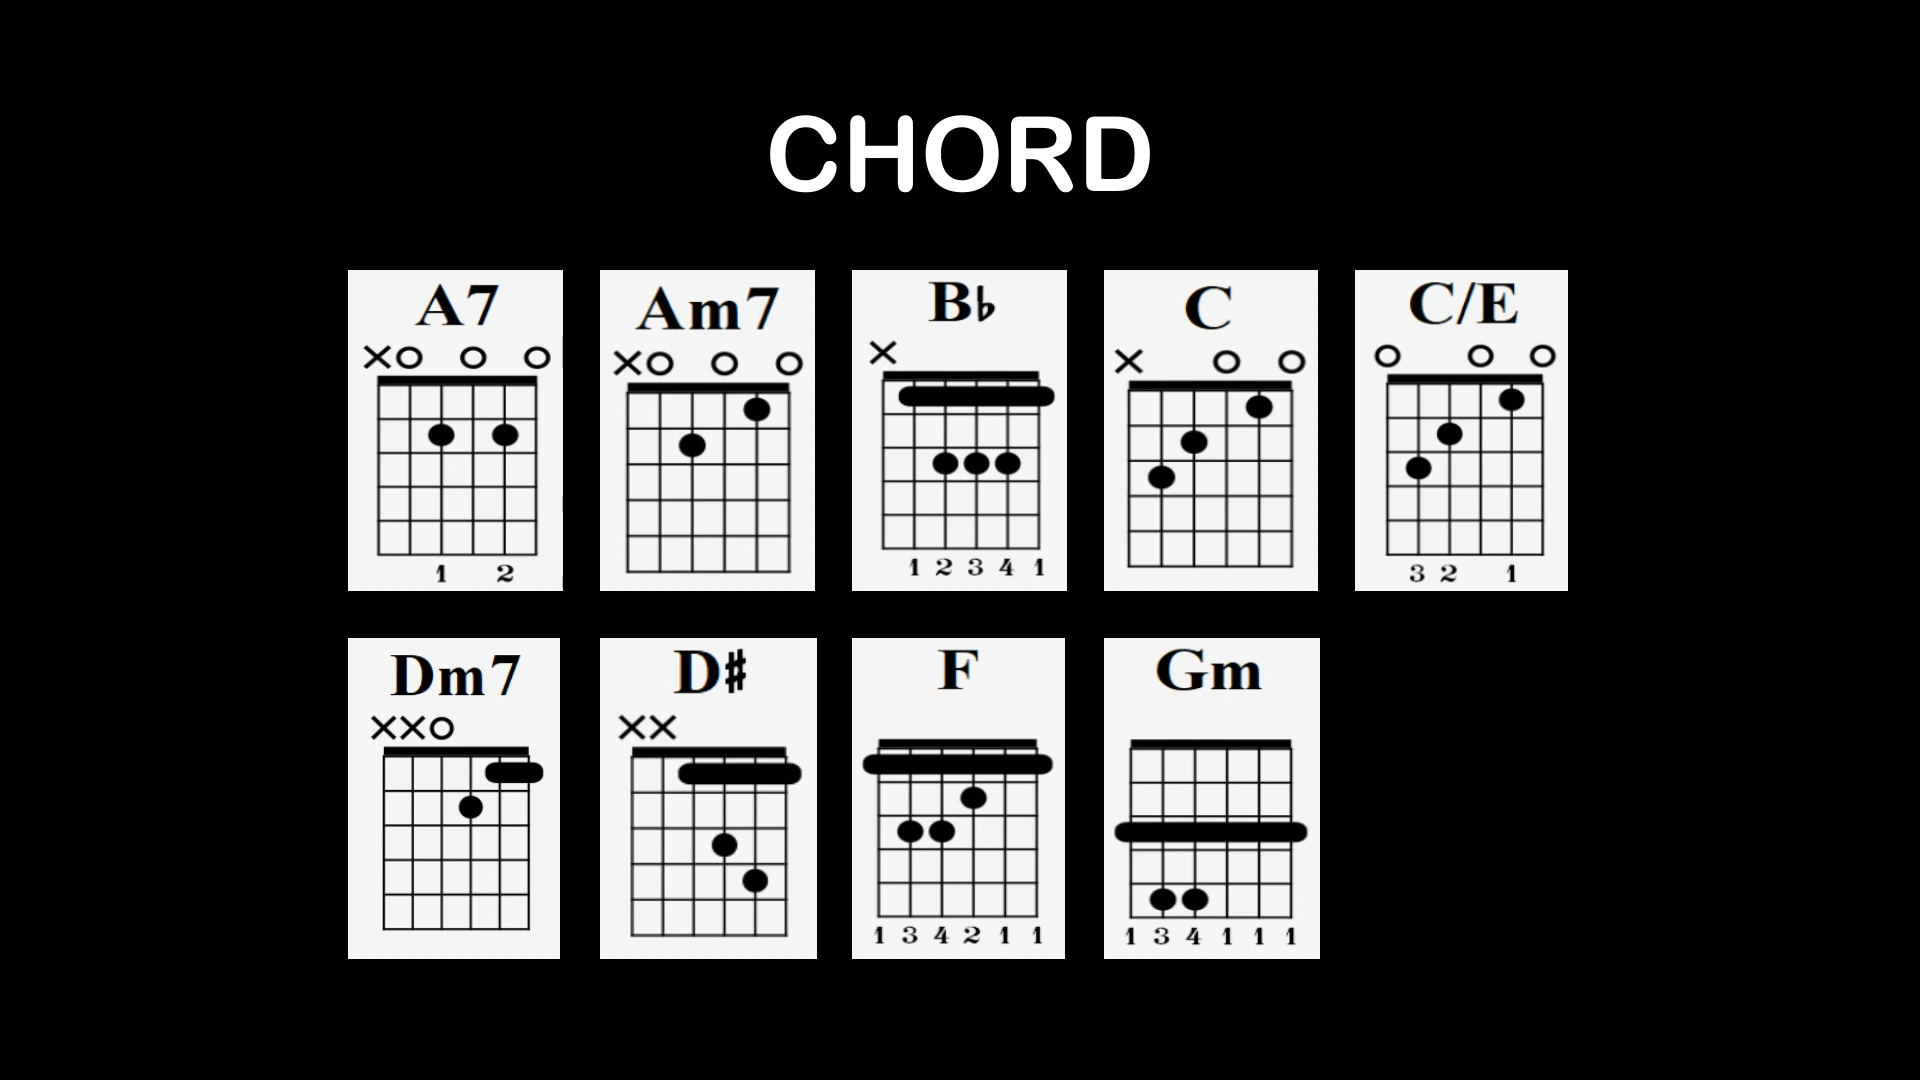 CHORD
A7 Am7 B♭ C C/E
×○ ○ ○ ×○ ○ ○ × × ○ ○ ○ ○ ○
1 2 1 2 3 4 1 3 2 1
Dm7 D♯ F Gm
××○ ××
1 3 4 2 1 1 1 3 4 1 1 1